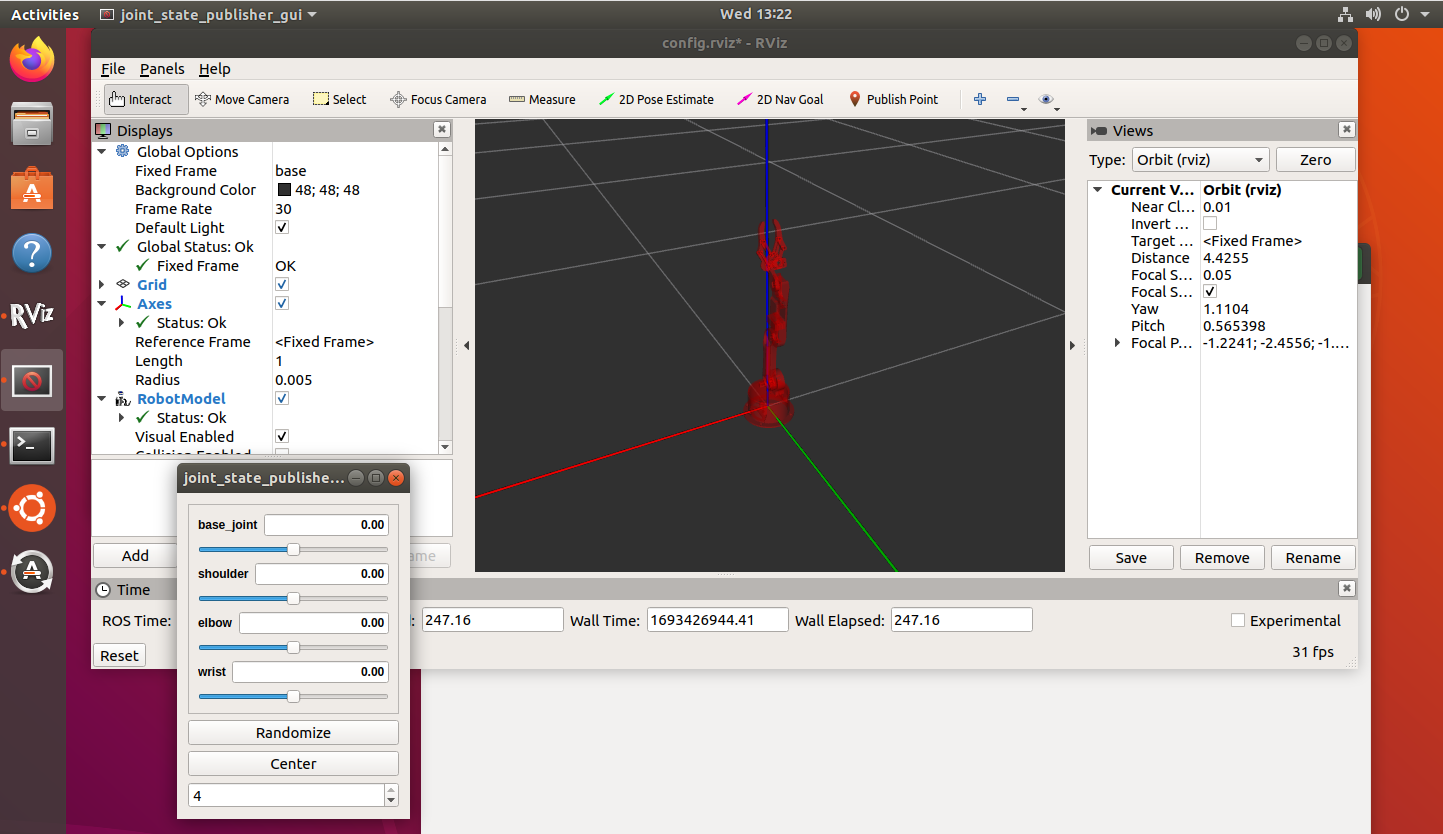 Activities joint_state_publisher_gui Wed 13:22
config.rviz* - RViz
File Panels Help
Interact Move Camera Select Focus Camera Measure 2D Pose Estimate 2D Nav Goal Publish Point
Displays
Global Options
Fixed Frame base
Background Color 48; 48; 48
Frame Rate 30
Default Light
Global Status: Ok
Fixed Frame OK
Grid
Axes
Status: Ok
Reference Frame <Fixed Frame>
Length 1
Radius 0.005
RobotModel
Status: Ok
Visual Enabled
Collision Enabled
Add
Views
Type: Orbit (rviz) Zero
Current V... Orbit (rviz)
Near Cl... 0.01
Invert ...
Target ... <Fixed Frame>
Distance 4.4255
Focal S... 0.05
Focal S...
Yaw 1.1104
Pitch 0.565398
Focal P... -1.2241; -2.4556; -1....
Save Remove Rename
RViz
joint_state_publishe...
base_joint 0.00
shoulder 0.00
elbow 0.00
wrist 0.00
Randomize
Center
4
Time
ROS Time: 247.16 Wall Time: 1693426944.41 Wall Elapsed: 247.16 Experimental
Reset 31 fps